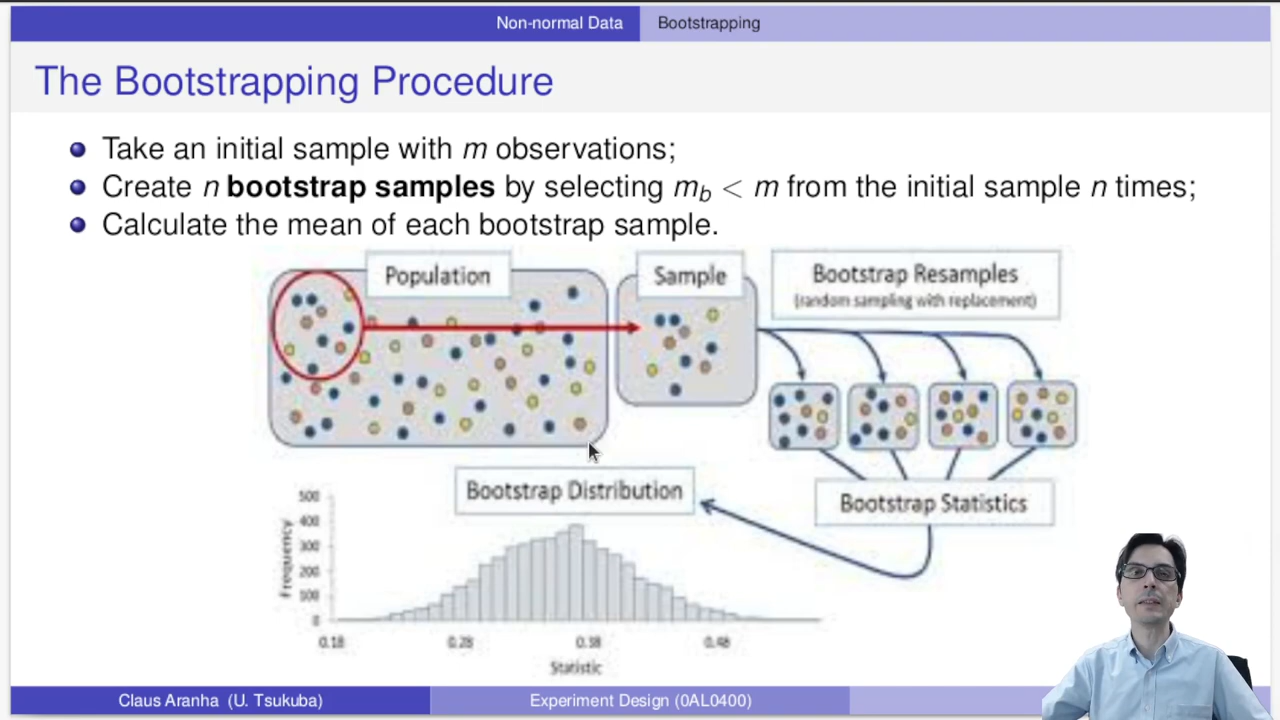 Non-normal Data Bootstrapping
The Bootstrapping Procedure
Take an initial sample with m observations;
Create n bootstrap samples by selecting m_b < m from the initial sample n times;
Calculate the mean of each bootstrap sample.
Population
Sample
Bootstrap Resamples
(random sampling with replacement)
Bootstrap Distribution
Bootstrap Statistics
Frequency
500
400
300
200
100
0
0.18 0.28 0.38 0.48
Statistic
Claus Aranha (U. Tsukuba) Experiment Design (0AL0400)